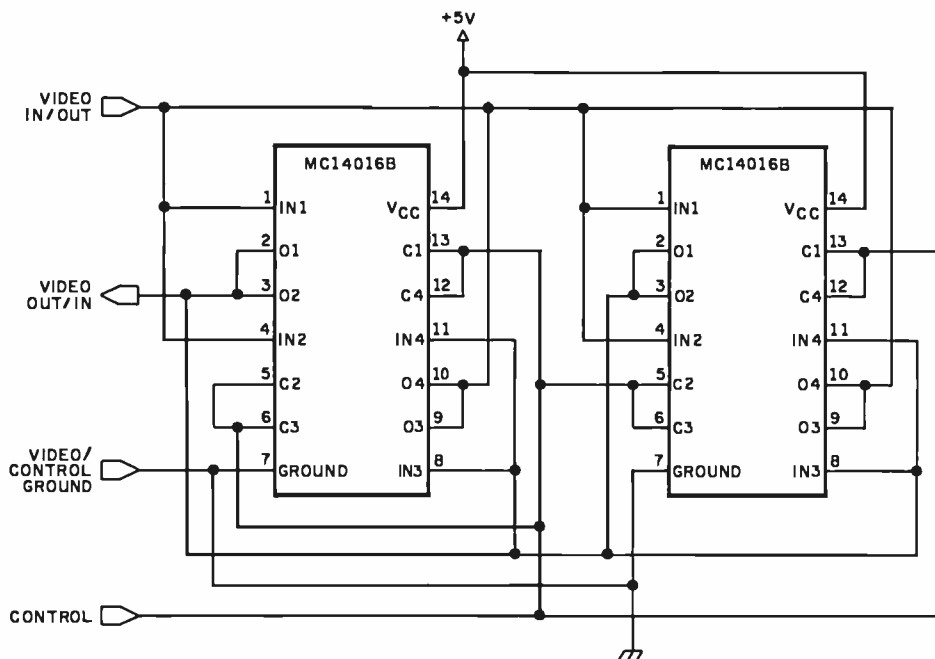 +5V
VIDEO
IN/OUT
MC14016B
MC14016B
1 IN1
VCC 14
2 O1
C1 13
3 O2
C4 12
4 IN2
IN4 11
5 C2
O4 10
6 C3
O3 9
7 GROUND
IN3 8
1 IN1
VCC 14
2 O1
C1 13
3 O2
C4 12
4 IN2
IN4 11
5 C2
O4 10
6 C3
O3 9
7 GROUND
IN3 8
VIDEO
OUT/IN
VIDEO/
CONTROL
GROUND
CONTROL